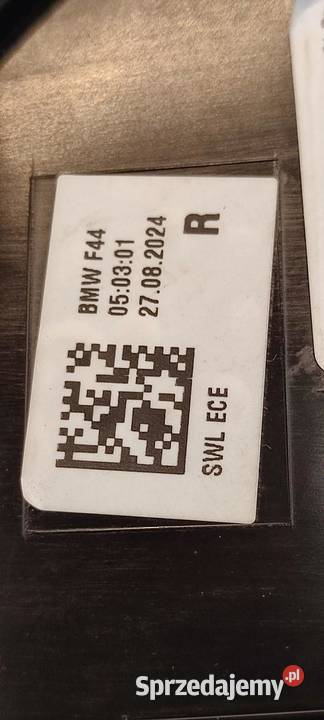 BMW F44
05:03:01
27.08.2024
R
SWL ECE
Sprzedajemy.pl